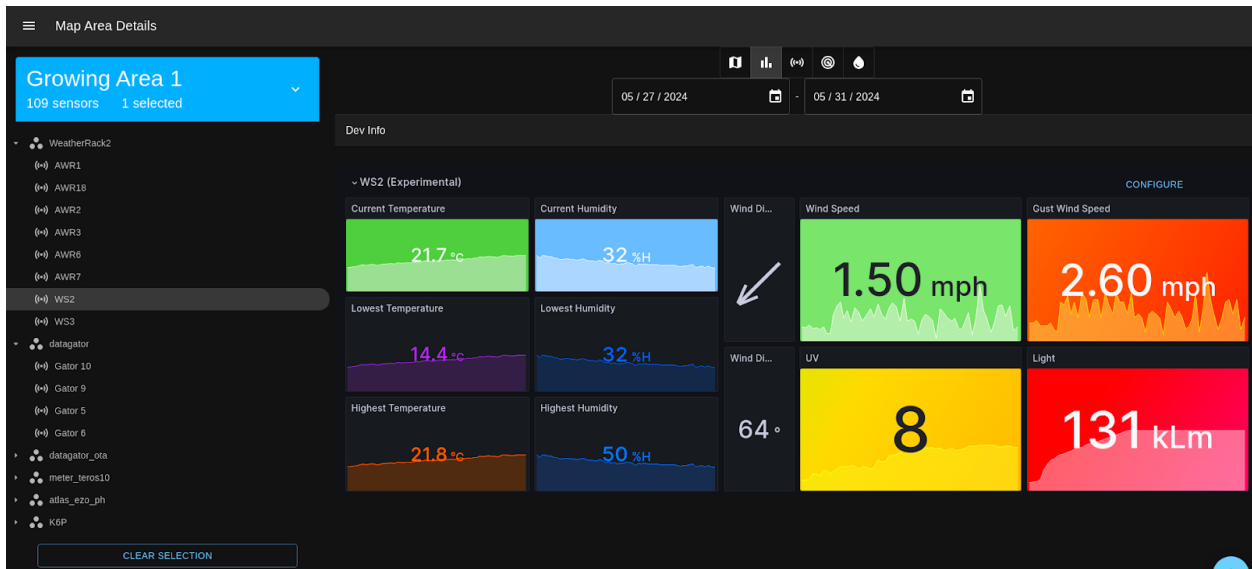 Map Area Details
Growing Area 1
109 sensors 1 selected
WeatherRack2
AWR1
AWR18
AWR2
AWR3
AWR6
AWR7
WS2
WS3
datagator
Gator 10
Gator 9
Gator 5
Gator 6
datagator_ota
meter_teros10
atlas_ezo_ph
K6P
CLEAR SELECTION
05 / 27 / 2024 - 05 / 31 / 2024
Dev Info
WS2 (Experimental)
CONFIGURE
Current Temperature
21.7 °C
Current Humidity
32 %H
Wind Di...
Wind Speed
1.50 mph
Gust Wind Speed
2.60 mph
Lowest Temperature
14.4 °C
Lowest Humidity
32 %H
Wind Di...
64 °
UV
8
Light
131 kLm
Highest Temperature
21.8 °C
Highest Humidity
50 %H